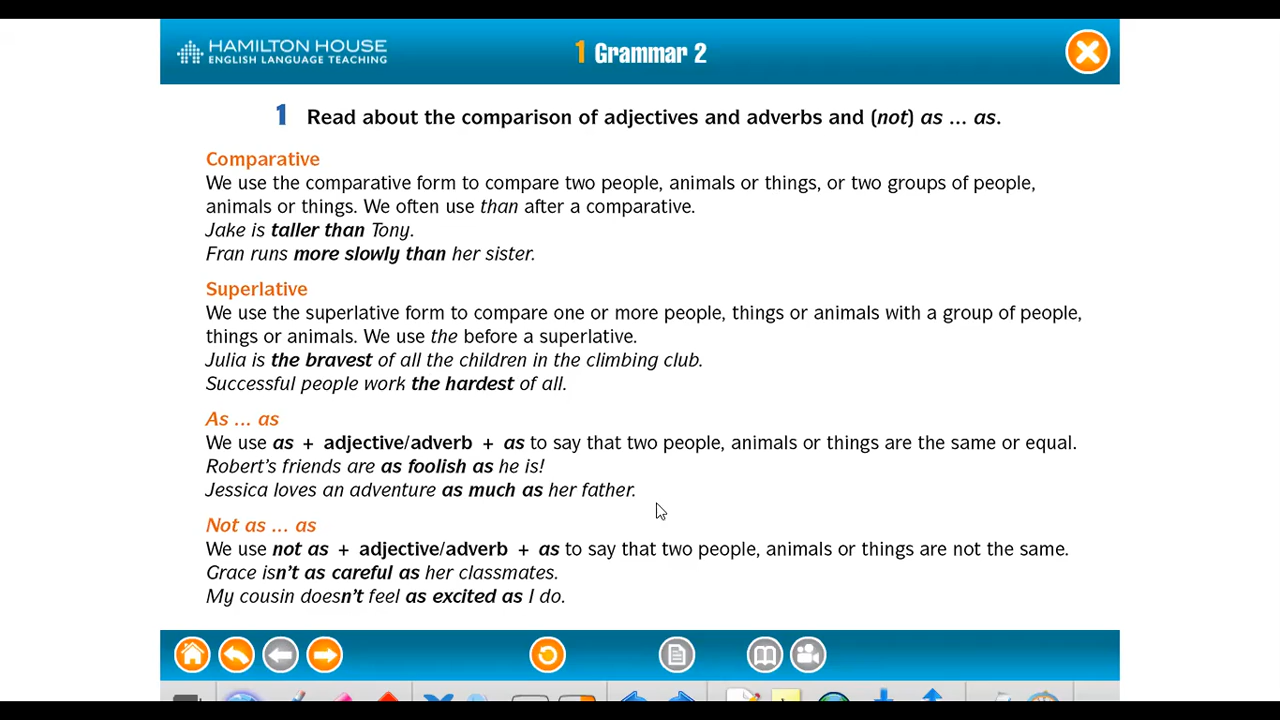 HAMILTON HOUSE
ENGLISH LANGUAGE TEACHING
1 Grammar 2
1 Read about the comparison of adjectives and adverbs and (not) as ... as.
Comparative
We use the comparative form to compare two people, animals or things, or two groups of people,
animals or things. We often use than after a comparative.
Jake is taller than Tony.
Fran runs more slowly than her sister.
Superlative
We use the superlative form to compare one or more people, things or animals with a group of people,
things or animals. We use the before a superlative.
Julia is the bravest of all the children in the climbing club.
Successful people work the hardest of all.
As ... as
We use as + adjective/adverb + as to say that two people, animals or things are the same or equal.
Robert's friends are as foolish as he is!
Jessica loves an adventure as much as her father.
Not as ... as
We use not as + adjective/adverb + as to say that two people, animals or things are not the same.
Grace isn't as careful as her classmates.
My cousin doesn't feel as excited as I do.